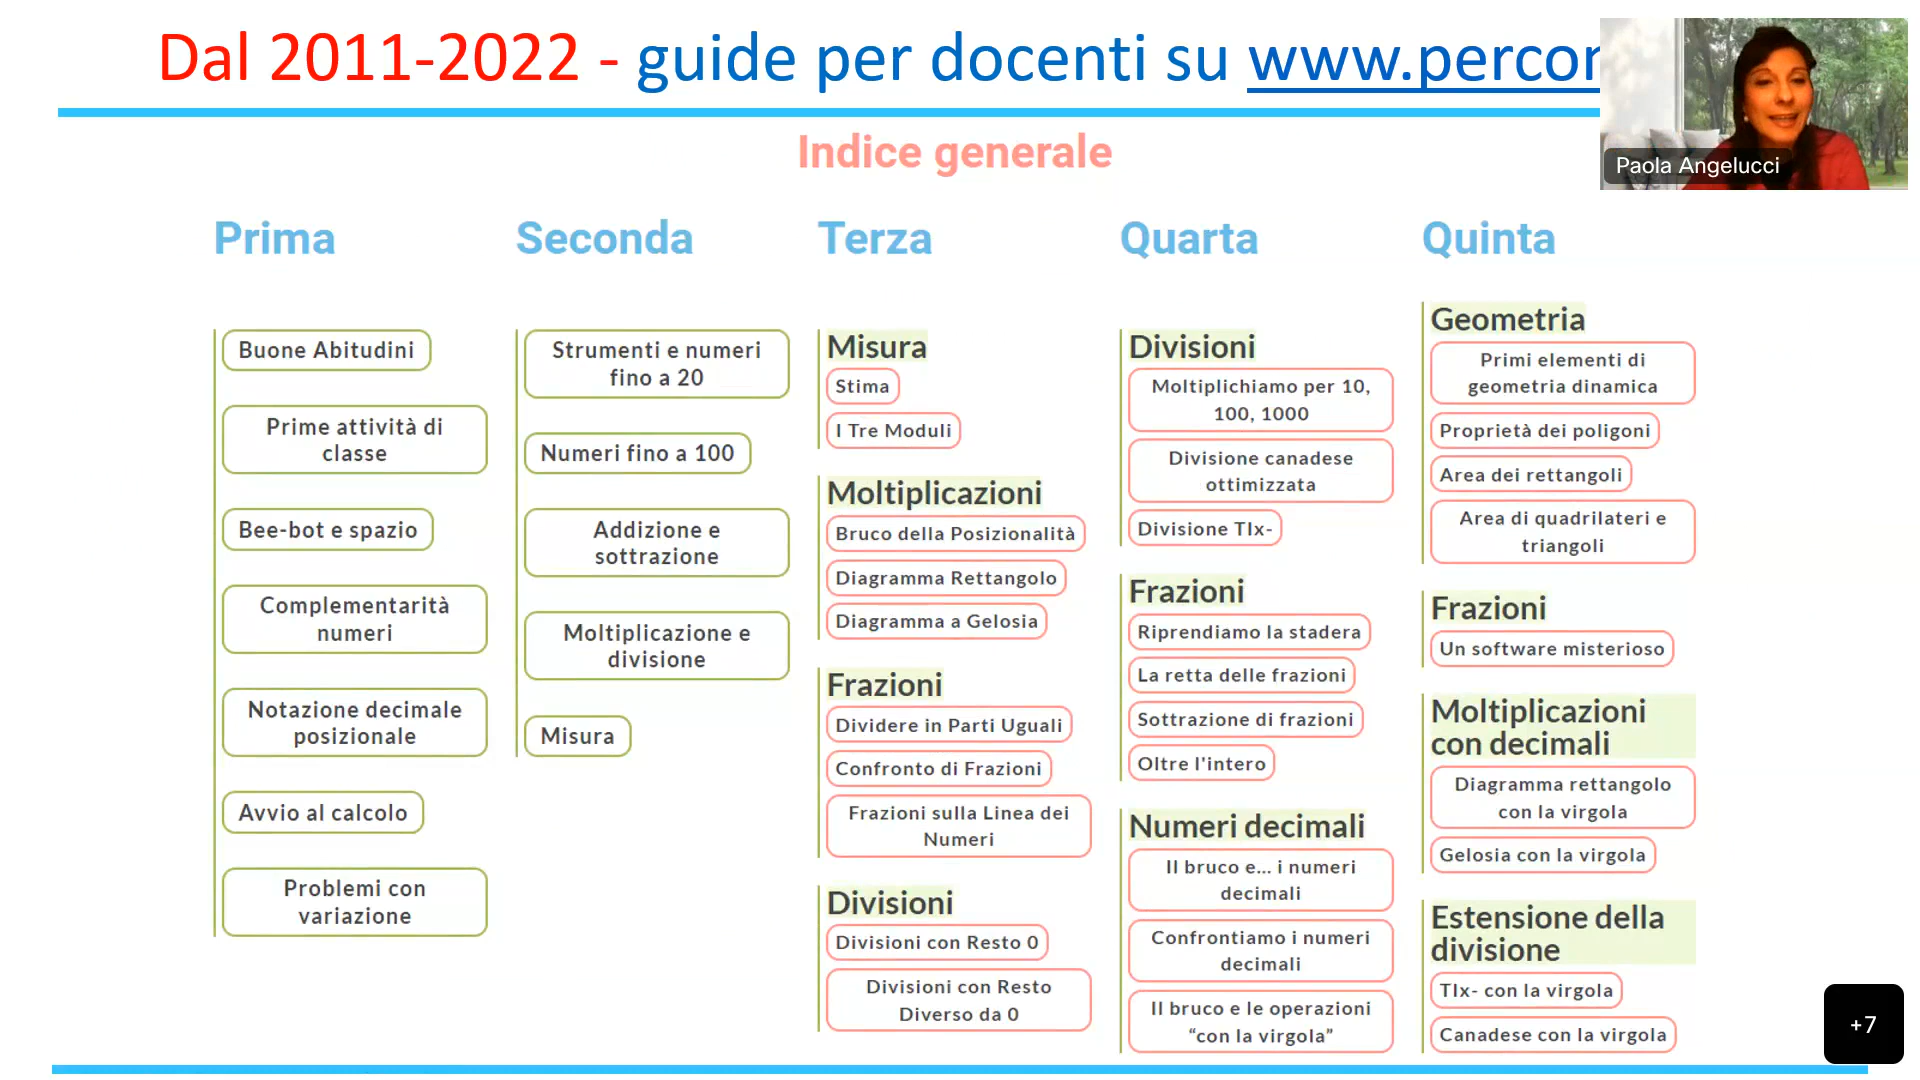 Dal 2011-2022 - guide per docenti su www.percor
Paola Angelucci
Indice generale
Prima
Buone Abitudini
Prime attività di
classe
Bee-bot e spazio
Complementarità
numeri
Notazione decimale
posizionale
Avvio al calcolo
Problemi con
variazione
Seconda
Strumenti e numeri
fino a 20
Numeri fino a 100
Addizione e
sottrazione
Moltiplicazione e
divisione
Misura
Terza
Misura
Stima
I Tre Moduli
Moltiplicazioni
Bruco della Posizionalità
Diagramma Rettangolo
Diagramma a Gelosia
Frazioni
Dividere in Parti Uguali
Confronto di Frazioni
Frazioni sulla Linea dei
Numeri
Divisioni
Divisioni con Resto 0
Divisioni con Resto
Diverso da 0
Quarta
Divisioni
Moltiplichiamo per 10,
100, 1000
Divisione canadese
ottimizzata
Divisione TIx-
Frazioni
Riprendiamo la stadera
La retta delle frazioni
Sottrazione di frazioni
Oltre l'intero
Numeri decimali
Il bruco e... i numeri
decimali
Confrontiamo i numeri
decimali
Il bruco e le operazioni
“con la virgola”
Quinta
Geometria
Primi elementi di
geometria dinamica
Proprietà dei poligoni
Area dei rettangoli
Area di quadrilateri e
triangoli
Frazioni
Un software misterioso
Moltiplicazioni
con decimali
Diagramma rettangolo
con la virgola
Gelosia con la virgola
Estensione della
divisione
TIx- con la virgola
Canadese con la virgola
+7